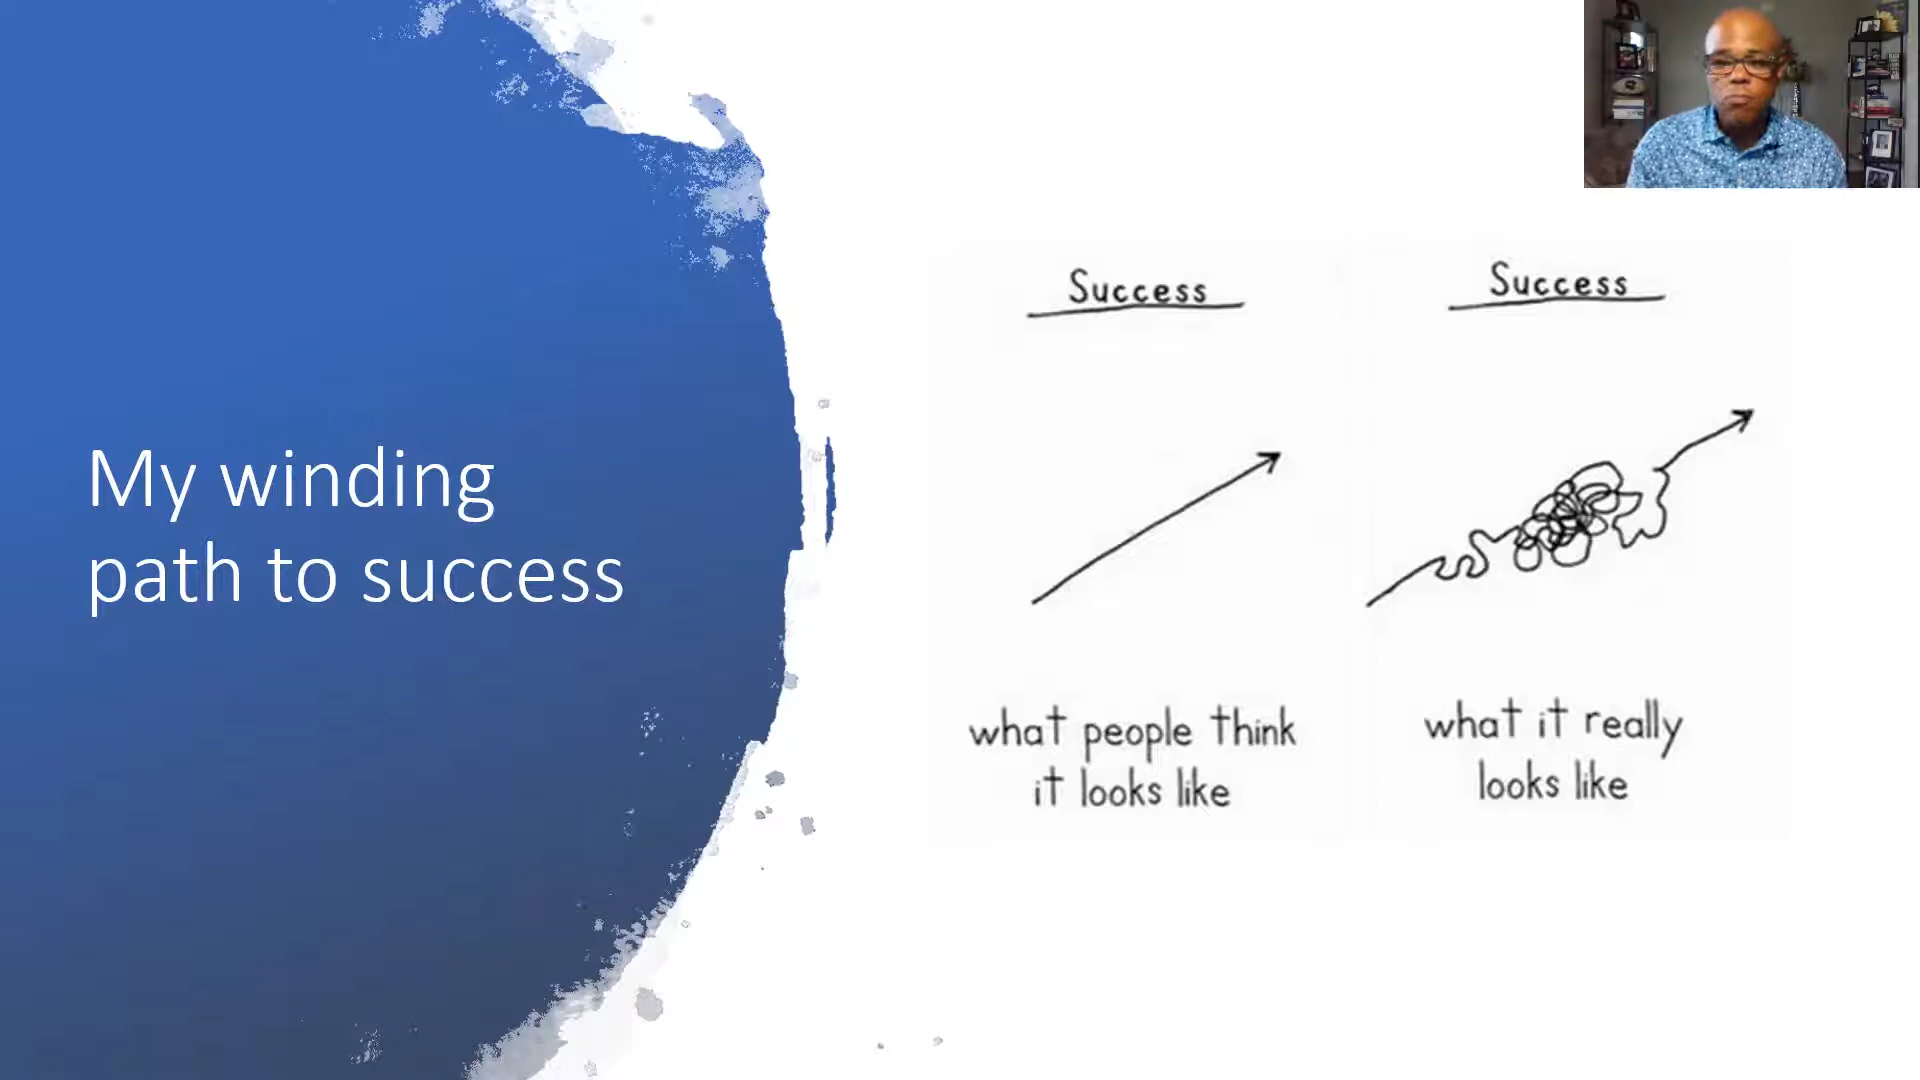 My winding
path to success
Success
what people think
it looks like
Success
what it really
looks like